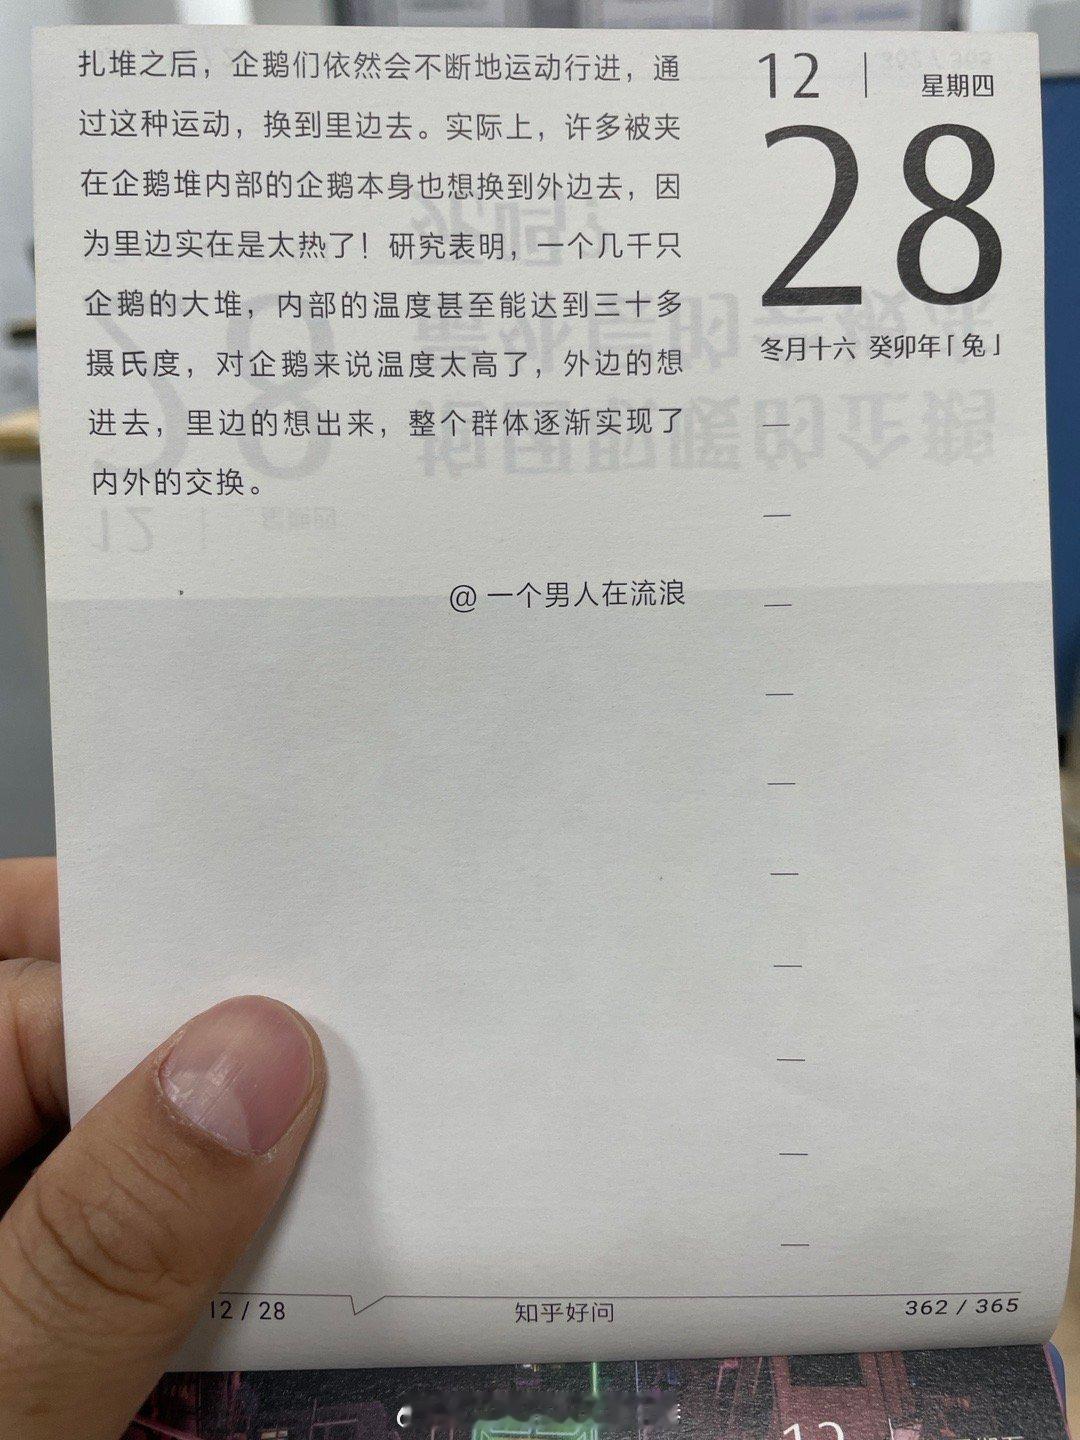 扎堆之后，企鹅们依然会不断地运动行进，通
过这种运动，换到里边去。实际上，许多被夹
在企鹅堆内部的企鹅本身也想换到外边去，因
为里边实在是太热了！研究表明，一个几千只
企鹅的大堆，内部的温度甚至能达到三十多
摄氏度，对企鹅来说温度太高了，外边的想
进去，里边的想出来，整个群体逐渐实现了
内外的交换。
@ 一个男人在流浪
12 | 星期四
28
冬月十六 癸卯年「兔」
12 / 28
知乎好问
362 / 365
12